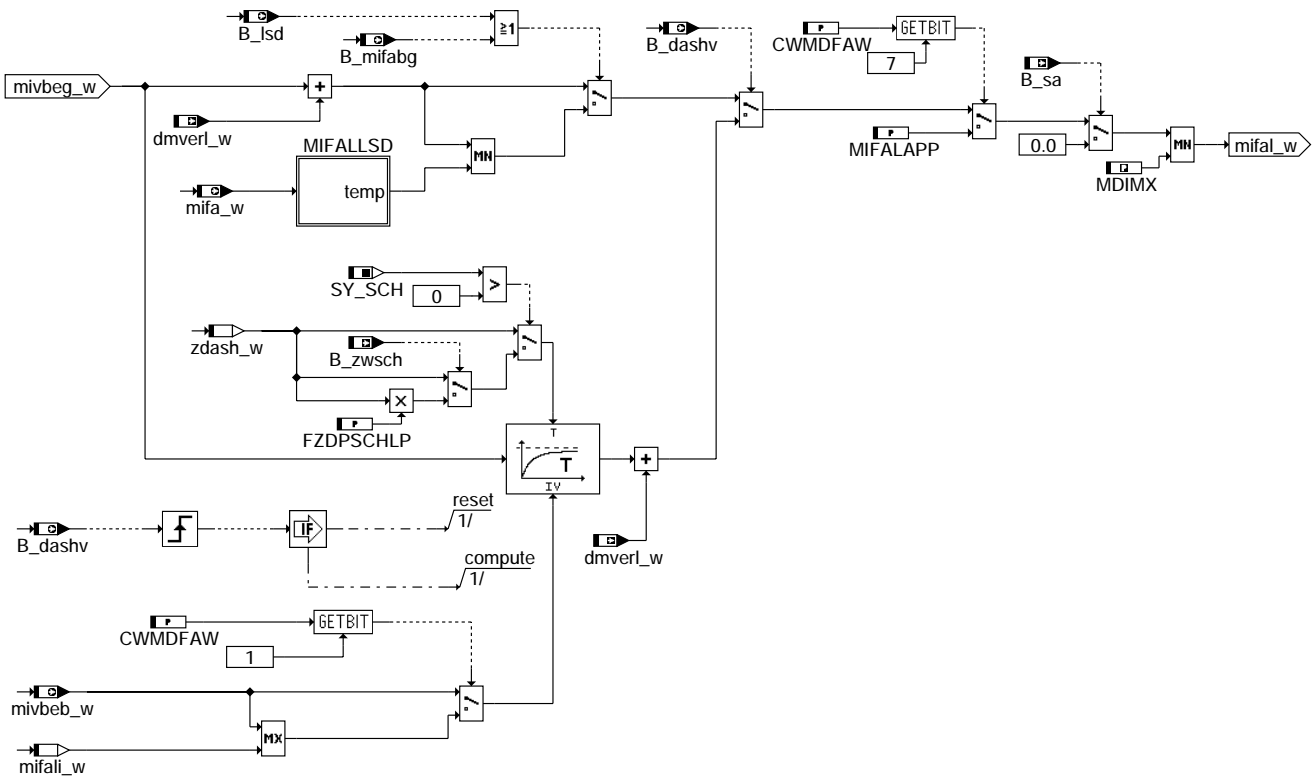 B_lsd
≥1
B_mifabg
B_dashv
CWMDFAW
P
GETBIT
7
B_sa
mivbeg_w
+
dmverl_w
MIFALLSD
MN
temp
mifa_w
MIFALAPP
P
0.0
MN
mifal_w
MDIMX
P
SY_SCH
0
>
zdash_w
B_zwsch
x
P
FZDPSCHLP
T
T
IV
+
dmverl_w
B_dashv
IF
reset
1/
compute
1/
CWMDFAW
P
GETBIT
1
mivbeb_w
MX
mifali_w